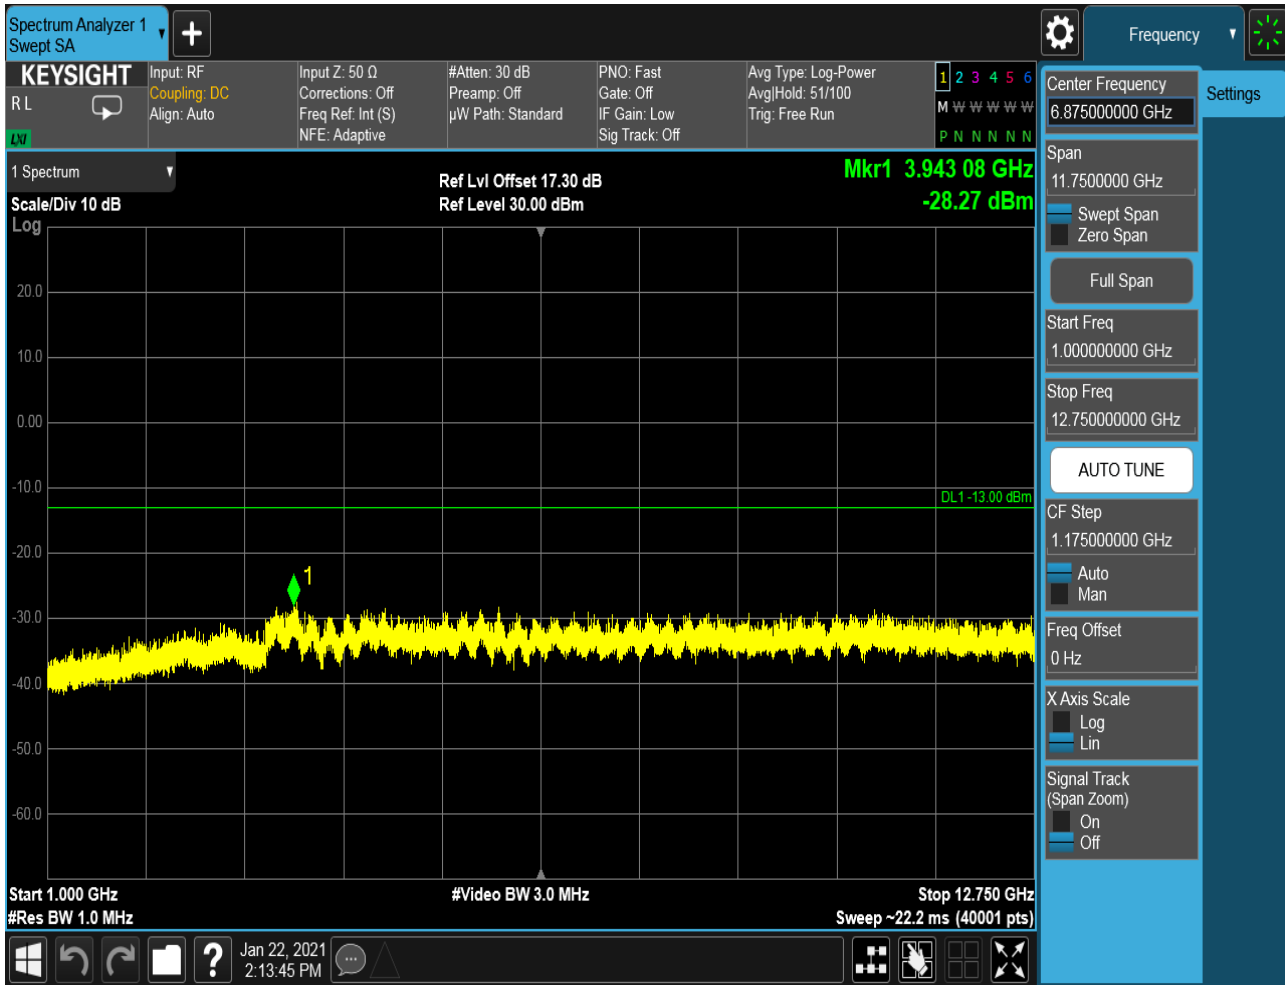 Spectrum Analyzer 1
Swept SA
+
Frequency
KEYSIGHT
R L
LXI
Input: RF
Coupling: DC
Align: Auto
Input Z: 50 Ω
Corrections: Off
Freq Ref: Int (S)
NFE: Adaptive
#Atten: 30 dB
Preamp: Off
µW Path: Standard
PNO: Fast
Gate: Off
IF Gain: Low
Sig Track: Off
Avg Type: Log-Power
Avg|Hold: 51/100
Trig: Free Run
1 2 3 4 5 6
M W W W W W
P N N N N N
1 Spectrum
Scale/Div 10 dB
Log
Ref Lvl Offset 17.30 dB
Ref Level 30.00 dBm
Mkr1 3.943 08 GHz
-28.27 dBm
20.0
10.0
0.00
-10.0
DL1 -13.00 dBm
-20.0
1
-30.0
-40.0
-50.0
-60.0
Start 1.000 GHz
#Res BW 1.0 MHz
#Video BW 3.0 MHz
Stop 12.750 GHz
Sweep ~22.2 ms (40001 pts)
Center Frequency
6.875000000 GHz
Settings
Span
11.7500000 GHz
Swept Span
Zero Span
Full Span
Start Freq
1.000000000 GHz
Stop Freq
12.750000000 GHz
AUTO TUNE
CF Step
1.175000000 GHz
Auto
Man
Freq Offset
0 Hz
X Axis Scale
Log
Lin
Signal Track
(Span Zoom)
On
Off
?
Jan 22, 2021
2:13:45 PM